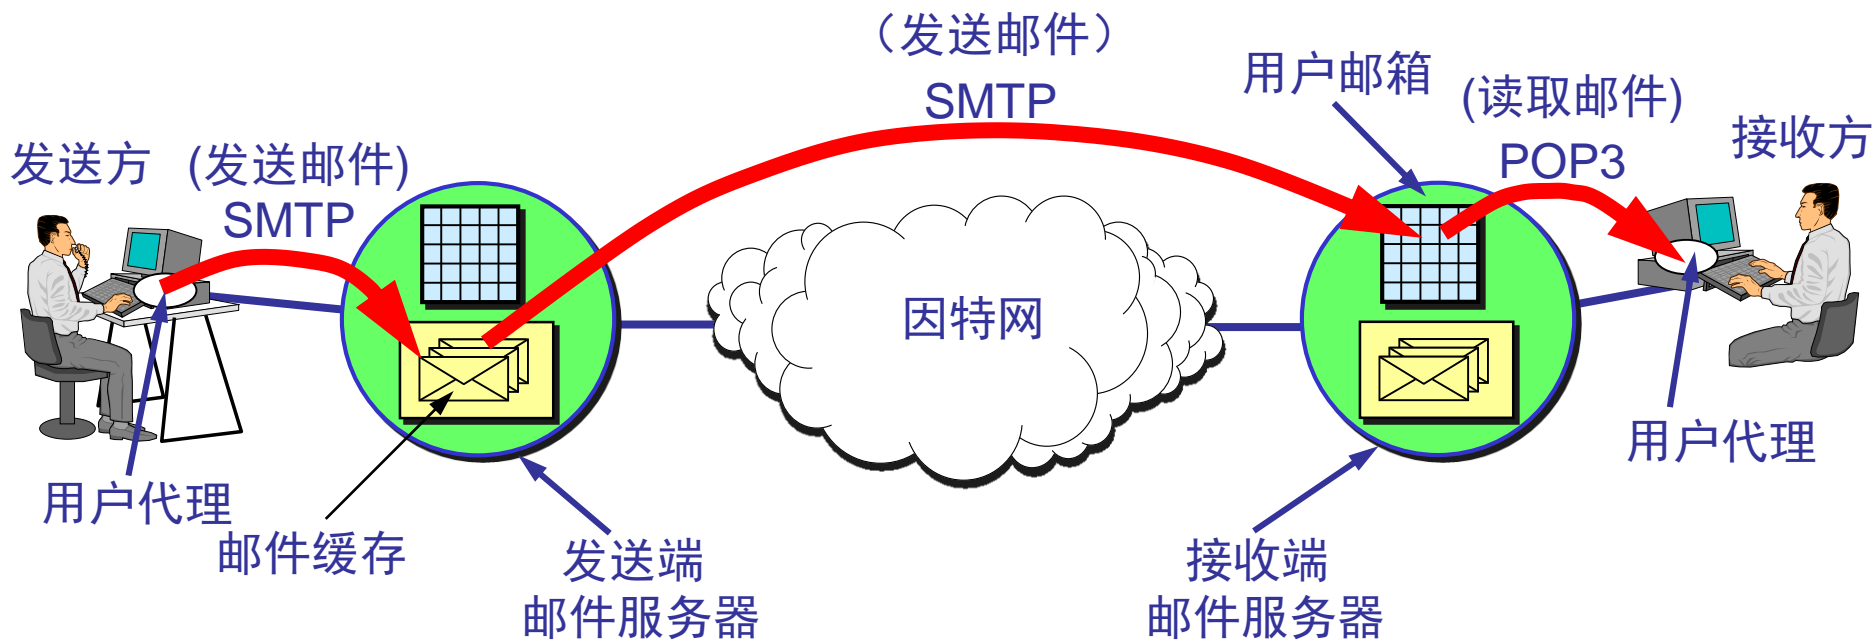 （发送邮件）
SMTP
用户邮箱
(读取邮件)
POP3
接收方
发送方
(发送邮件)
SMTP
因特网
用户代理
用户代理
邮件缓存
发送端
邮件服务器
接收端
邮件服务器